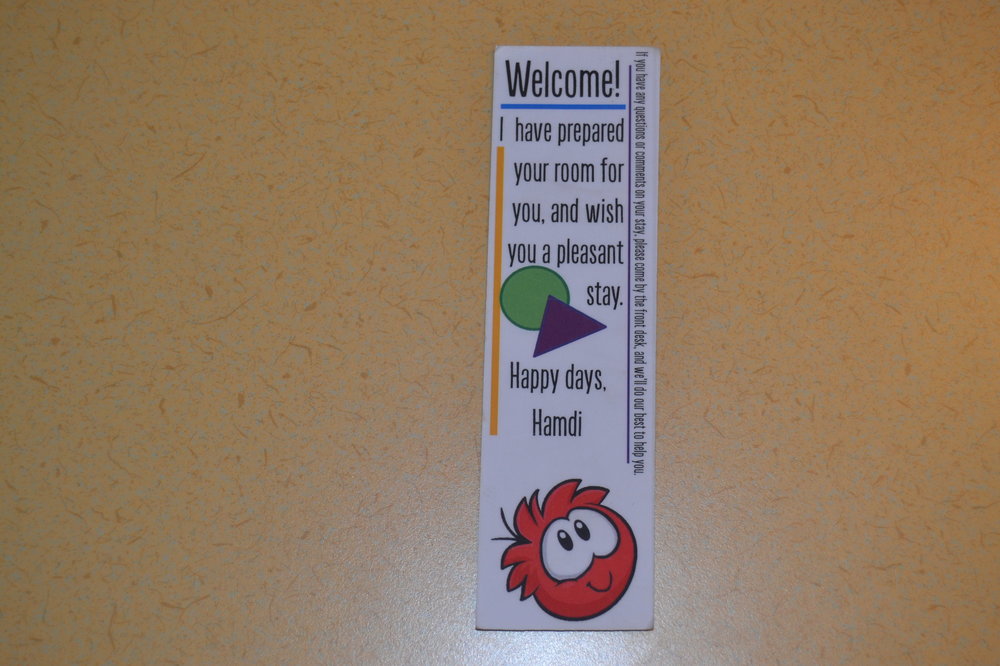 Welcome!
I have prepared
your room for
you, and wish
you a pleasant
stay.
Happy days,
Hamdi
If you have any questions or comments on your stay, please come by the front desk, and we'll do our best to help you.